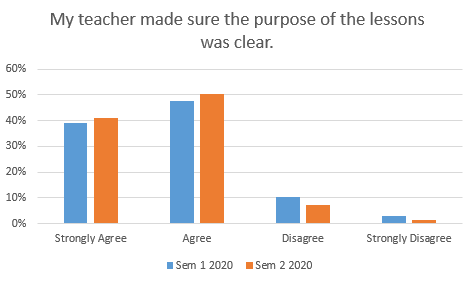 My teacher made sure the purpose of the lessons
was clear.
60%
50%
40%
30%
20%
10%
0%
Strongly Agree Agree Disagree Strongly Disagree
Sem 1 2020 Sem 2 2020